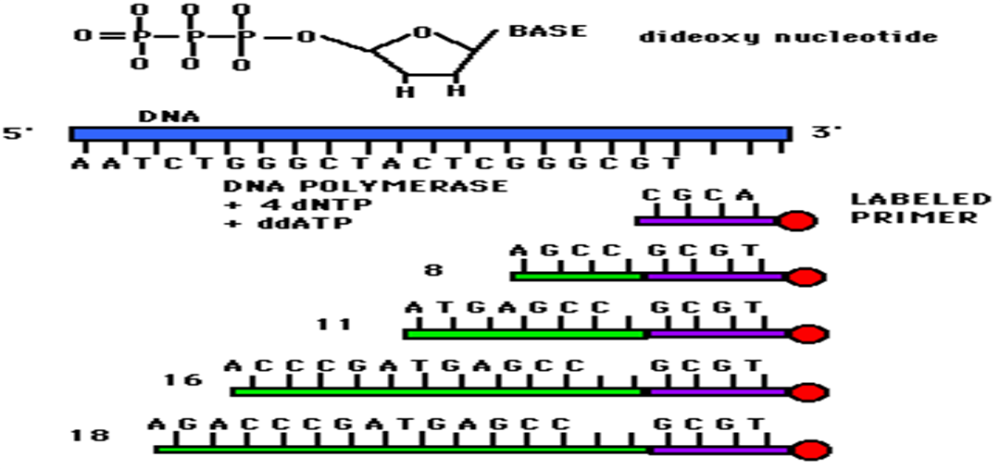 O O O
O=P—P—P—O O BASE dideoxy nucleotide
O O O
H H
DNA
5' 3'
A A T C T G G G C T A C T C G G G C G T
DNA POLYMERASE
+ 4 dNTP
+ ddATP
C G C A
LABELED
PRIMER
A G C C G C G T
8
A T G A G C C G C G T
11
A C C C G A T G A G C C G C G T
16
A G A C C C G A T G A G C C G C G T
18